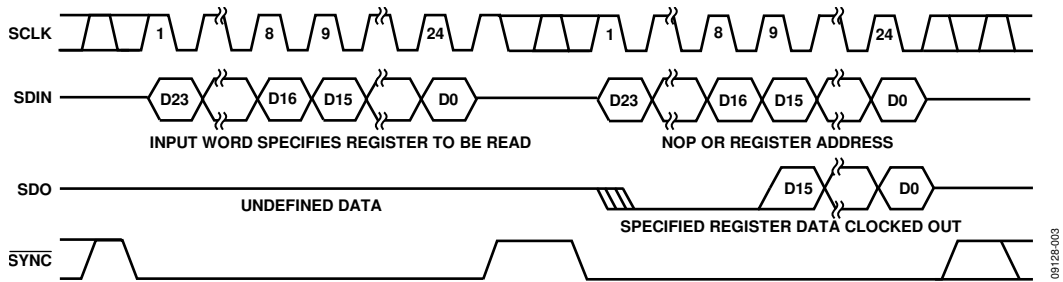 SCLK 1 8 9 24 1 8 9 24
SDIN D23 D16 D15 D0 D23 D16 D15 D0
INPUT WORD SPECIFIES REGISTER TO BE READ NOP OR REGISTER ADDRESS
SDO D15 D0
UNDEFINED DATA
SPECIFIED REGISTER DATA CLOCKED OUT
SYNC
09128-003